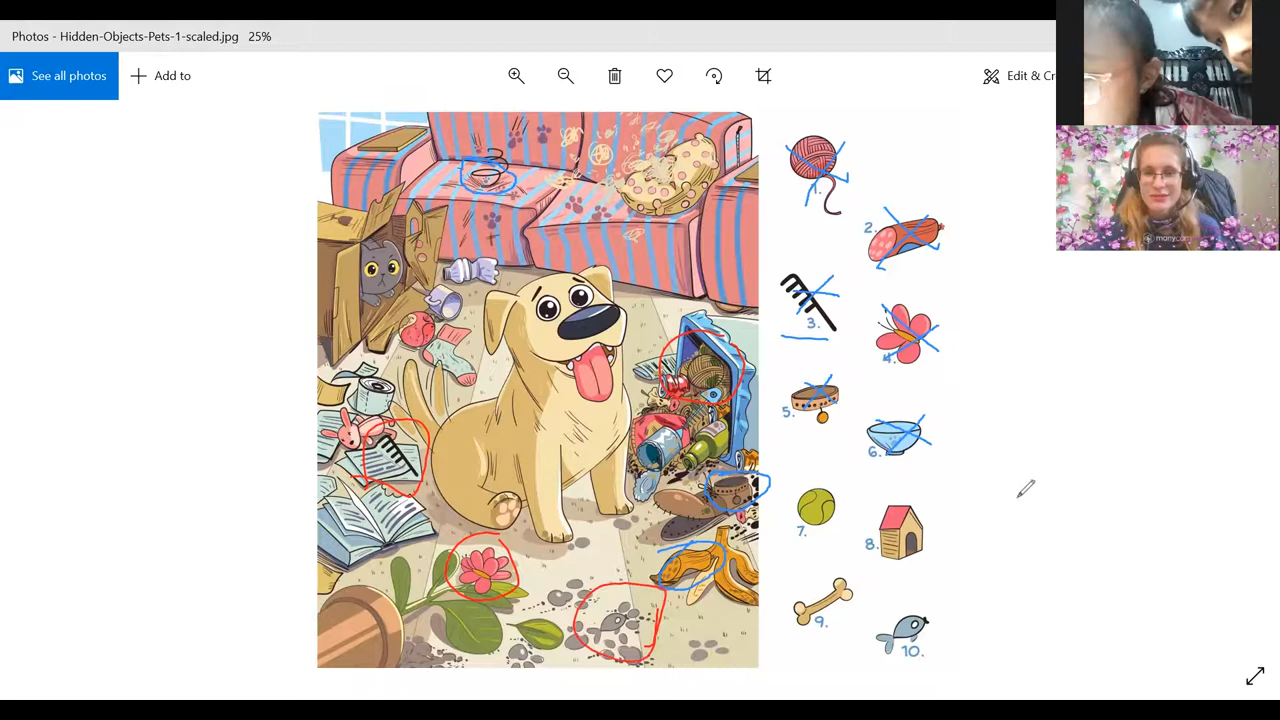 Photos - Hidden-Objects-Pets-1-scaled.jpg 25%
See all photos
Add to
Edit & Cr
1.
2.
3.
4.
5.
6.
7.
8.
9.
10.
manycam